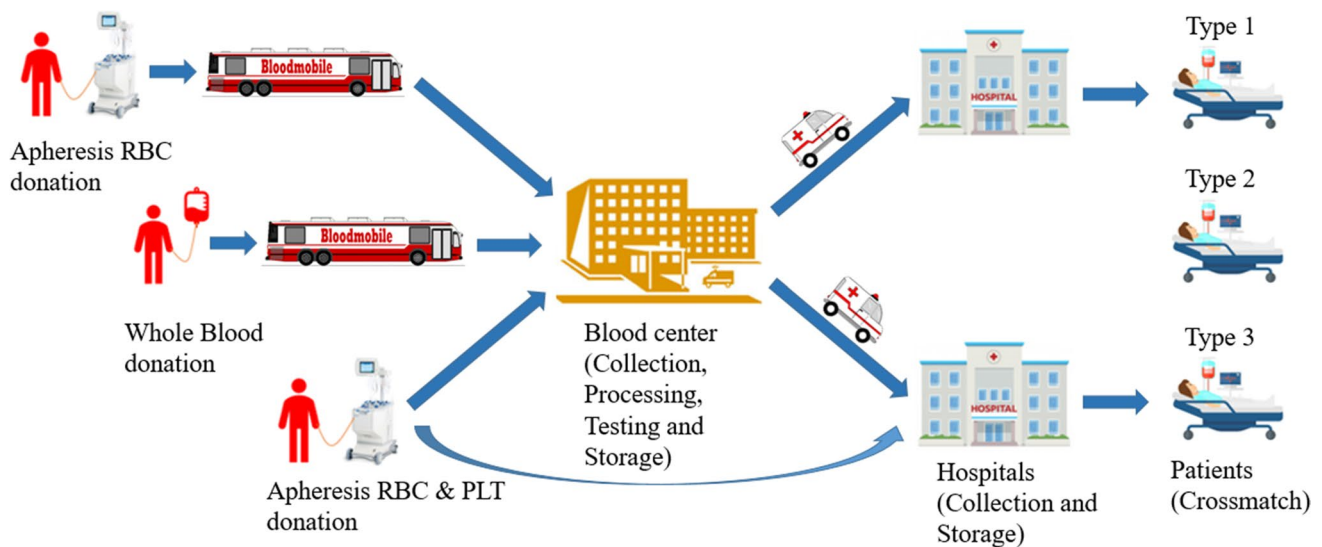 Type 1
Bloodmobile
HOSPITAL
Apheresis RBC
donation
Type 2
Bloodmobile
Whole Blood
donation
Blood center
(Collection,
Processing,
Testing and
Storage)
Type 3
HOSPITAL
Apheresis RBC & PLT
donation
Hospitals
(Collection and
Storage)
Patients
(Crossmatch)